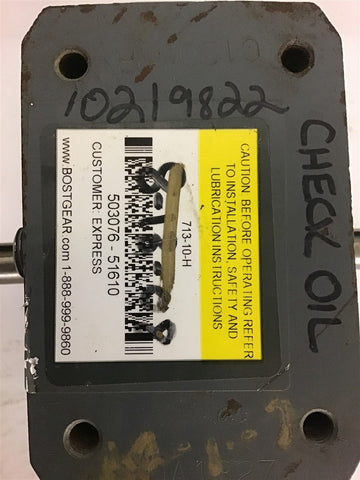 10219822
CHECK OIL
CAUTION: BEFORE OPERATING REFER
TO INSTALLATION, SAFETY AND
LUBRICATION INSTRUCTIONS
713-10-H
503076 - 51610
CUSTOMER: EXPRESS
www.BOSTGEAR.com 1-888-999-9860